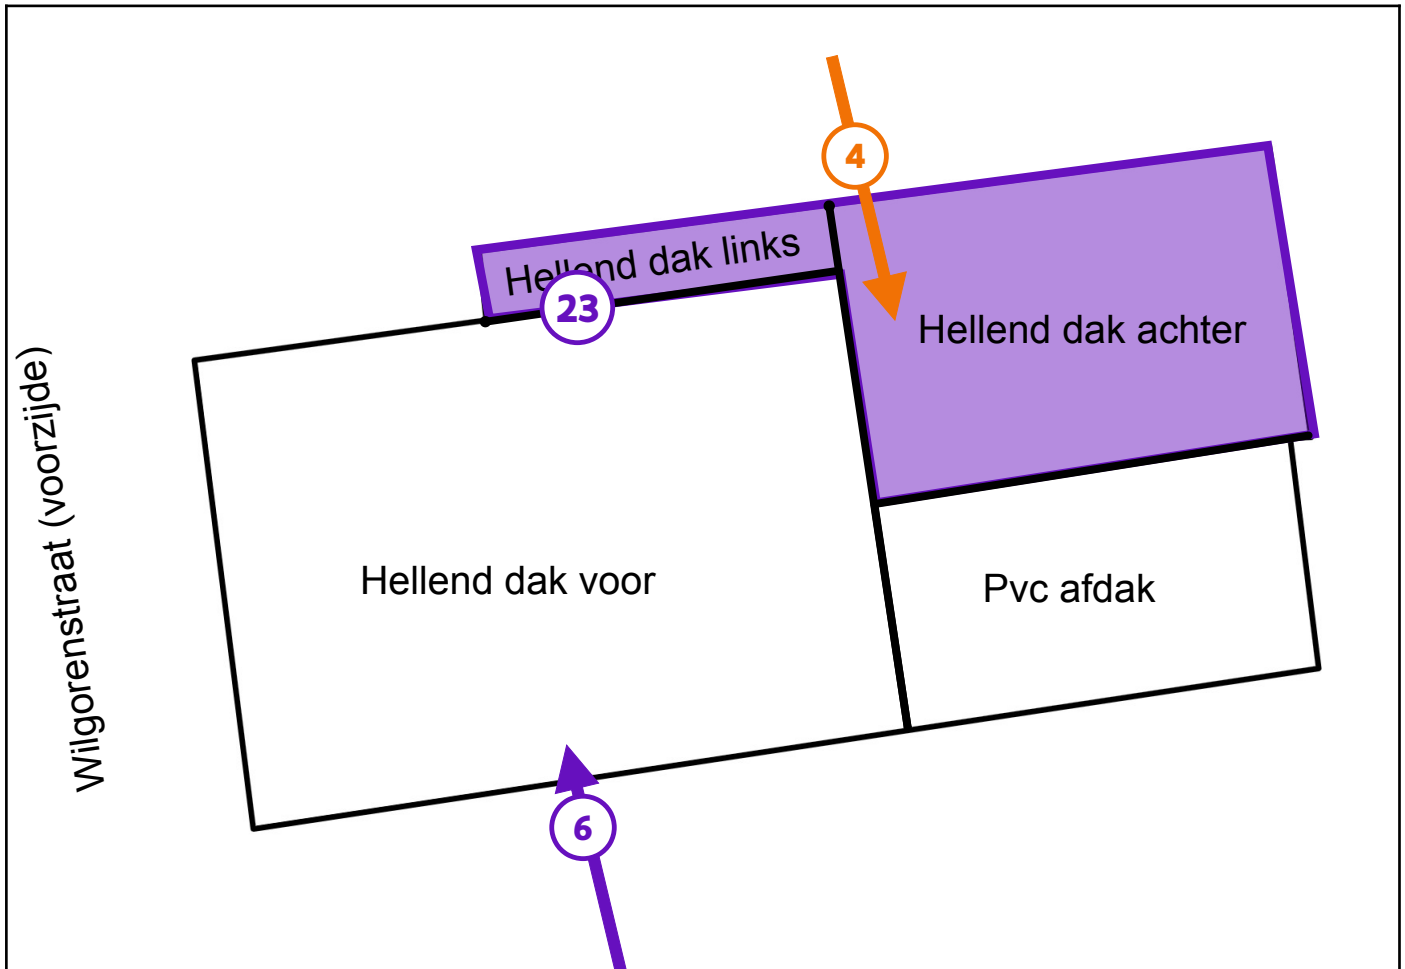 4
Hellend dak links
23
Hellend dak achter
Wilgorenstraat (voorzijde)
Hellend dak voor
Pvc afdak
6